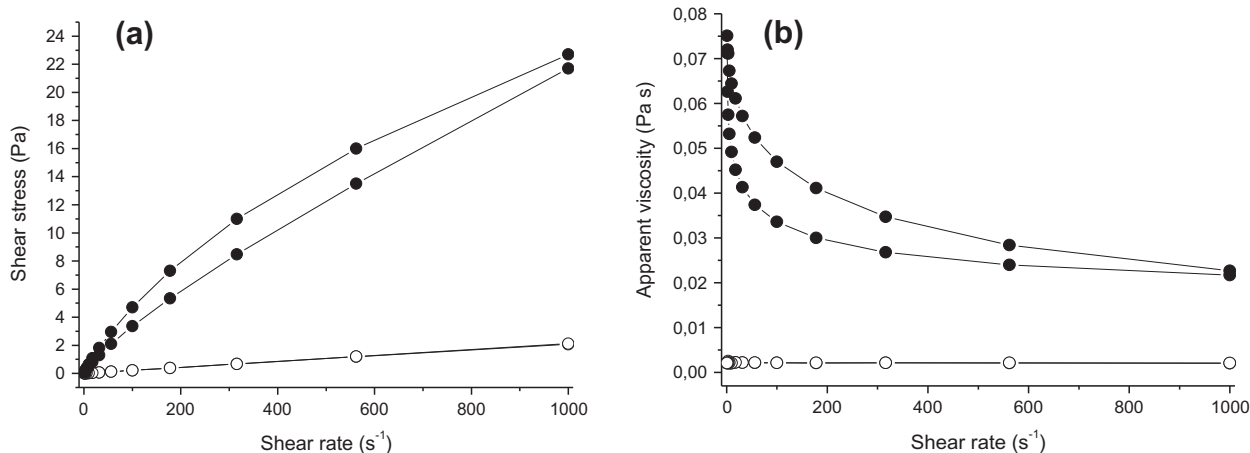 (a)
24
22
20
18
16
14
12
10
8
6
4
2
0
Shear stress (Pa)
0 200 400 600 800 1000
Shear rate (s⁻¹)
(b)
0,08
0,07
0,06
0,05
0,04
0,03
0,02
0,01
0,00
Apparent viscosity (Pa s)
0 200 400 600 800 1000
Shear rate (s⁻¹)